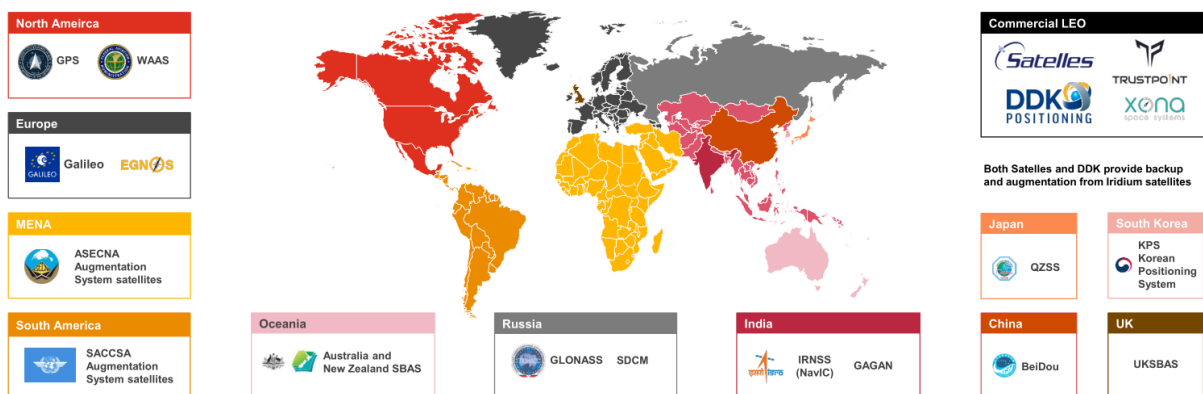 North Ameirca
GPS
WAAS
Europe
GALILEO
Galileo
EGNOS
MENA
ASECNA
Augmentation
System satellites
South America
SACCSA
Augmentation
System satellites
Oceania
Australia and
New Zealand SBAS
Russia
GLONASS
SDCM
India
इसरो isro
IRNSS
(NavIC)
GAGAN
Commercial LEO
Satelles
TRUSTPOINT
DDK
POSITIONING
xona
space systems
Both Satelles and DDK provide backup
and augmentation from Iridium satellites
Japan
QZSS
South Korea
KPS
Korean
Positioning
System
China
BeiDou
UK
UKSBAS